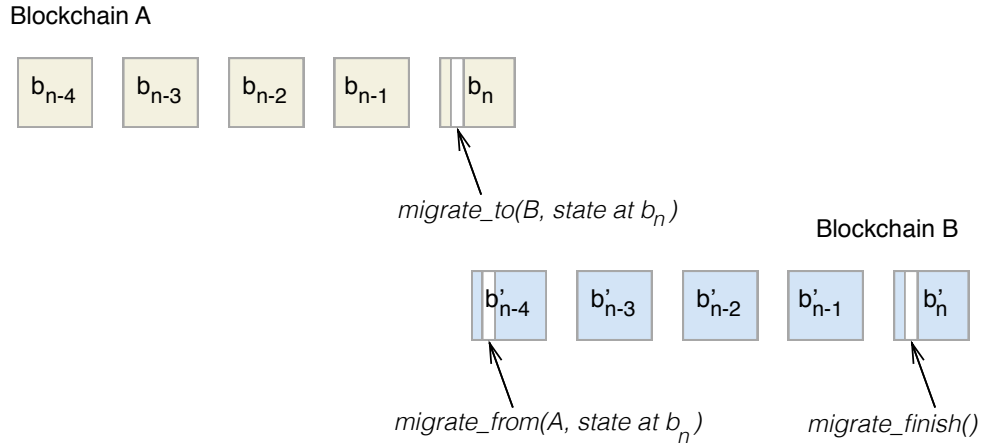 Blockchain A
b_{n-4} b_{n-3} b_{n-2} b_{n-1} b_n
migrate_to(B, state at b_n)
Blockchain B
b'_{n-4} b'_{n-3} b'_{n-2} b'_{n-1} b'_n
migrate_from(A, state at b_n) migrate_finish()